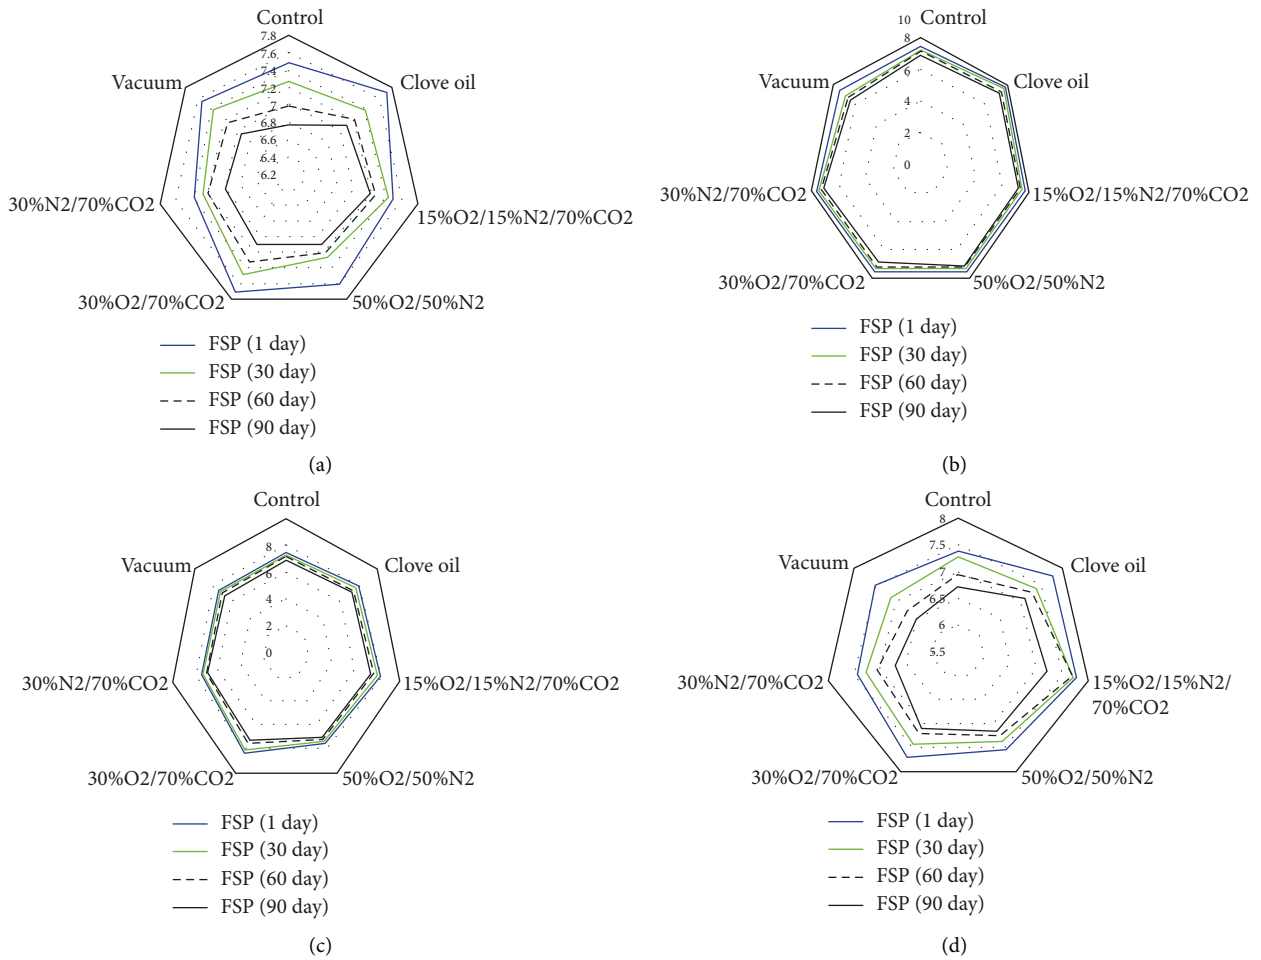 Control
7.8
7.6
7.4
7.2
7
6.8
6.6
6.4
6.2
Vacuum
Clove oil
30%N2/70%CO2
15%O2/15%N2/70%CO2
30%O2/70%CO2
50%O2/50%N2
FSP (1 day)
FSP (30 day)
FSP (60 day)
FSP (90 day)
(a)
10
Control
8
6
4
2
0
Vacuum
Clove oil
30%N2/70%CO2
15%O2/15%N2/70%CO2
30%O2/70%CO2
50%O2/50%N2
FSP (1 day)
FSP (30 day)
FSP (60 day)
FSP (90 day)
(b)
Control
8
6
4
2
0
Vacuum
Clove oil
30%N2/70%CO2
15%O2/15%N2/70%CO2
30%O2/70%CO2
50%O2/50%N2
FSP (1 day)
FSP (30 day)
FSP (60 day)
FSP (90 day)
(c)
Control
8
7.5
7
6.5
6
5.5
Vacuum
Clove oil
30%N2/70%CO2
15%O2/15%N2/
70%CO2
30%O2/70%CO2
50%O2/50%N2
FSP (1 day)
FSP (30 day)
FSP (60 day)
FSP (90 day)
(d)